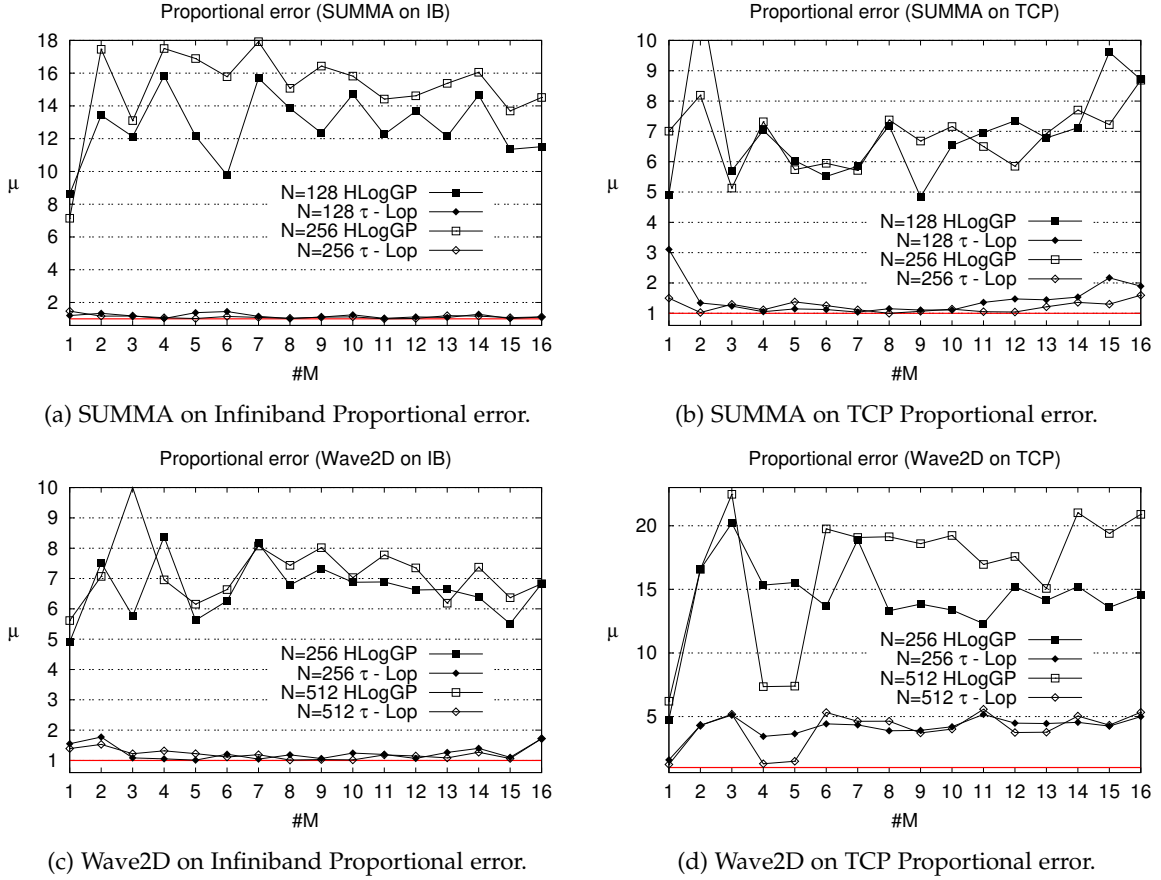 Proportional error (SUMMA on IB)
18
16
14
12
10
8
6
4
2
μ
N=128 HLogGP
N=128 τ - Lop
N=256 HLogGP
N=256 τ - Lop
1 2 3 4 5 6 7 8 9 10 11 12 13 14 15 16
#M
(a) SUMMA on Infiniband Proportional error.
Proportional error (SUMMA on TCP)
10
9
8
7
6
5
4
3
2
1
μ
N=128 HLogGP
N=128 τ - Lop
N=256 HLogGP
N=256 τ - Lop
1 2 3 4 5 6 7 8 9 10 11 12 13 14 15 16
#M
(b) SUMMA on TCP Proportional error.
Proportional error (Wave2D on IB)
10
9
8
7
6
5
4
3
2
1
μ
N=256 HLogGP
N=256 τ - Lop
N=512 HLogGP
N=512 τ - Lop
1 2 3 4 5 6 7 8 9 10 11 12 13 14 15 16
#M
(c) Wave2D on Infiniband Proportional error.
Proportional error (Wave2D on TCP)
20
15
10
5
μ
N=256 HLogGP
N=256 τ - Lop
N=512 HLogGP
N=512 τ - Lop
1 2 3 4 5 6 7 8 9 10 11 12 13 14 15 16
#M
(d) Wave2D on TCP Proportional error.